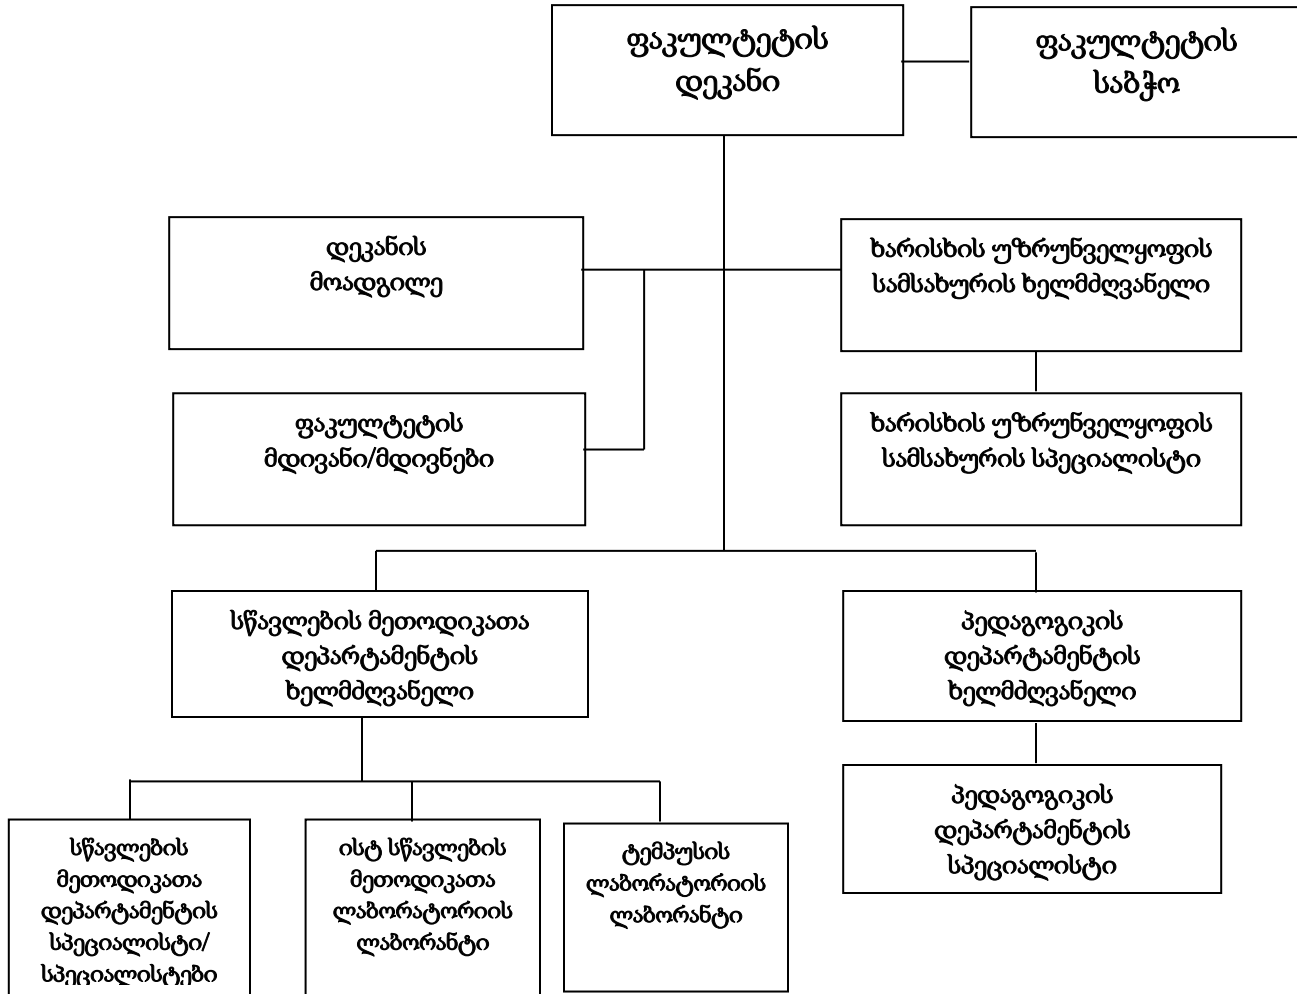 ფაკულტეტის
დეკანი
ფაკულტეტის
საბჭო
დეკანის
მოადგილე
ხარისხის უზრუნველყოფის
სამსახურის ხელმძღვანელი
ფაკულტეტის
მდივანი/მდივნები
ხარისხის უზრუნველყოფის
სამსახურის სპეციალისტი
სწავლების მეთოდიკათა
დეპარტამენტის
ხელმძღვანელი
პედაგოგიკის
დეპარტამენტის
ხელმძღვანელი
პედაგოგიკის
დეპარტამენტის
სპეციალისტი
სწავლების
მეთოდიკათა
დეპარტამენტის
სპეციალისტი/
სპეციალისტები
ისტ სწავლების
მეთოდიკათა
ლაბორატორიის
ლაბორანტი
ტემპუსის
ლაბორატორიის
ლაბორანტი